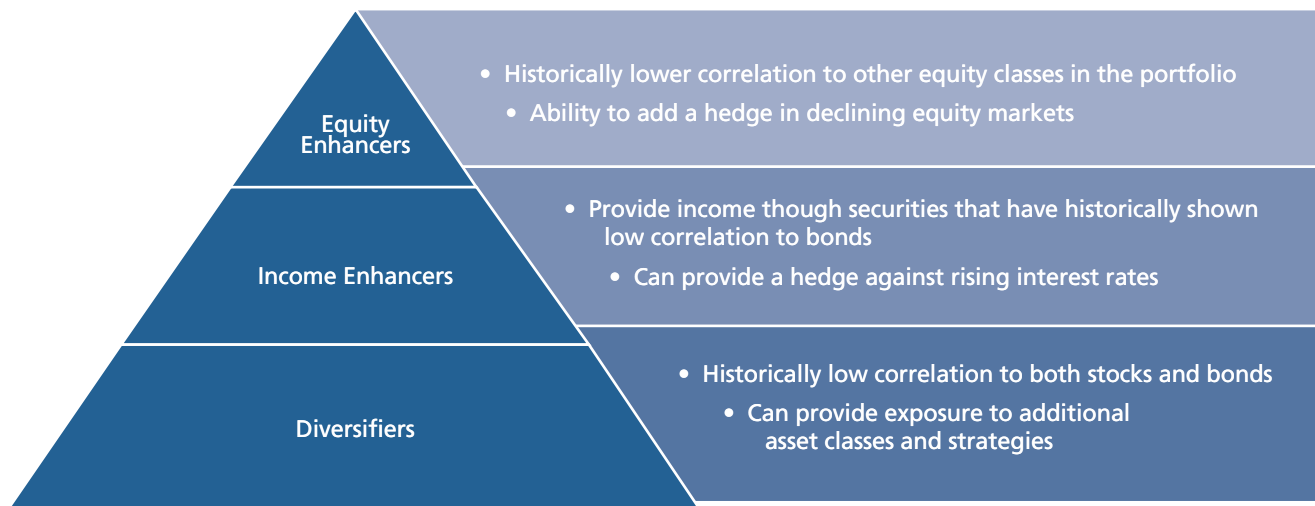 Equity
Enhancers
• Historically lower correlation to other equity classes in the portfolio
• Ability to add a hedge in declining equity markets
Income Enhancers
• Provide income though securities that have historically shown
low correlation to bonds
• Can provide a hedge against rising interest rates
Diversifiers
• Historically low correlation to both stocks and bonds
• Can provide exposure to additional
asset classes and strategies